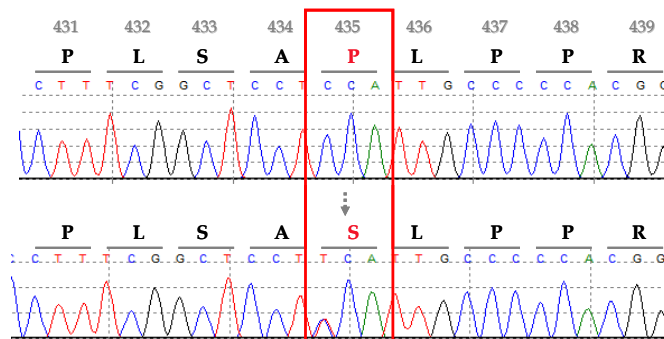 431 432 433 434 435 436 437 438 439
P L S A P L P P R
C T T T C G G C T C C T C C A T T G C C C C C A C G
P L S A S L P P R
C T T T C G G C T C C T T C A T T G C C C C C A C G G